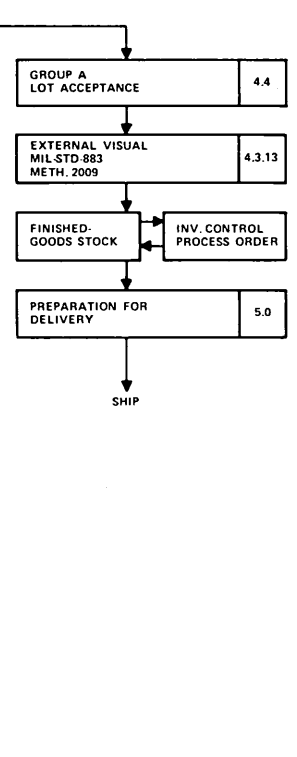 GROUP A
LOT ACCEPTANCE
4.4
EXTERNAL VISUAL
MIL-STD-883
METH. 2009
4.3.13
FINISHED-
GOODS STOCK
INV. CONTROL
PROCESS ORDER
PREPARATION FOR
DELIVERY
5.0
SHIP